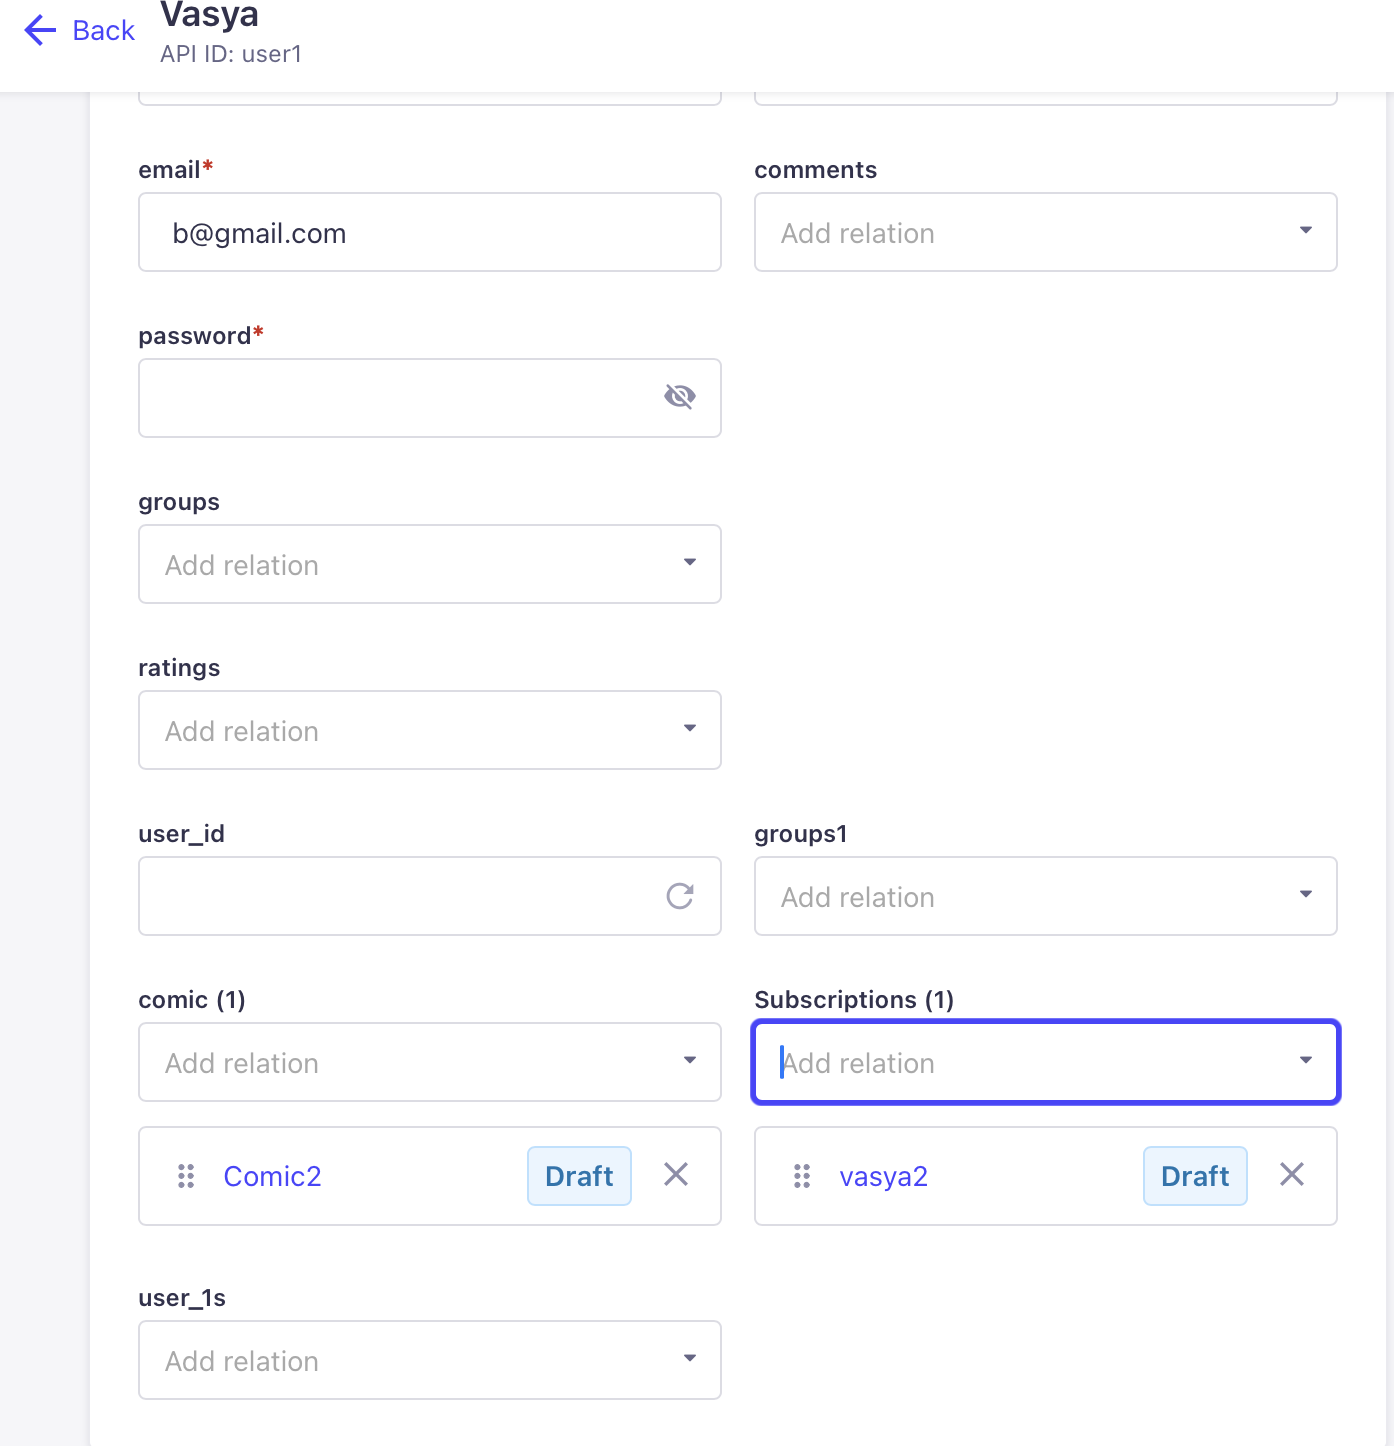 Back
Vasya
API ID: user1
email*
comments
b@gmail.com
Add relation
password*
groups
Add relation
ratings
Add relation
user_id
groups1
Add relation
comic (1)
Subscriptions (1)
Add relation
Add relation
Comic2
Draft
vasya2
Draft
user_1s
Add relation